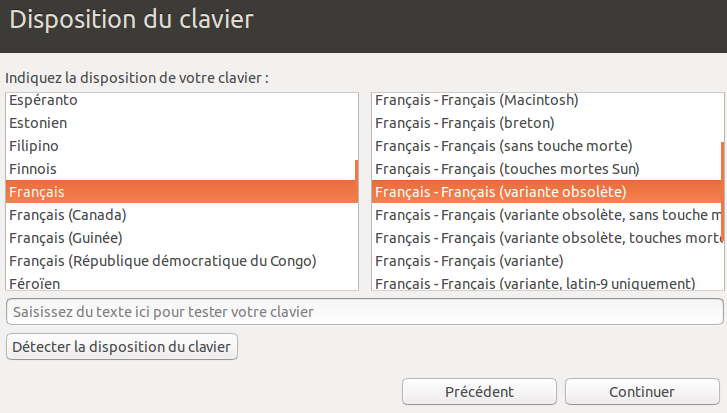 Disposition du clavier
Indiquez la disposition de votre clavier :
Espéranto
Estonien
Filipino
Finnois
Français
Français (Canada)
Français (Guinée)
Français (République démocratique du Congo)
Féroïen
Français - Français (Macintosh)
Français - Français (breton)
Français - Français (sans touche morte)
Français - Français (touches mortes Sun)
Français - Français (variante obsolète)
Français - Français (variante obsolète, sans touche m
Français - Français (variante obsolète, touches morte
Français - Français (variante)
Français - Français (variante, latin-9 uniquement)
Saisissez du texte ici pour tester votre clavier
Détecter la disposition du clavier
Précédent
Continuer